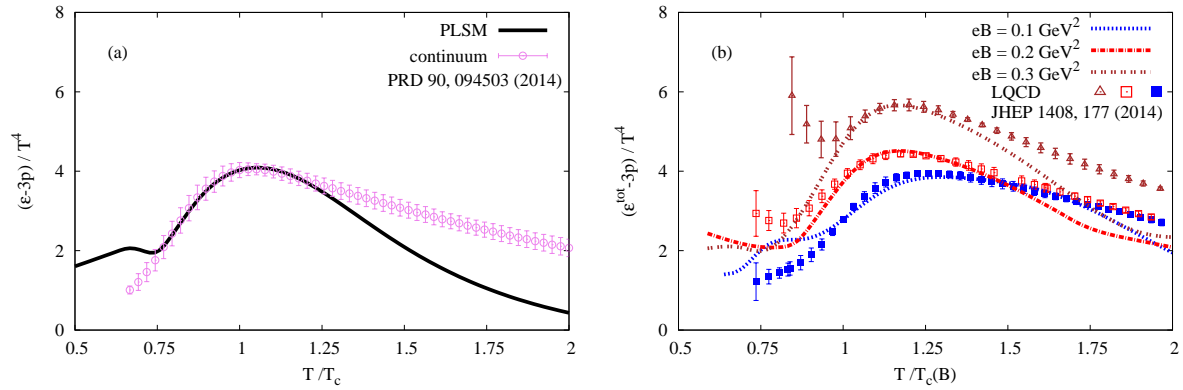 (a)
PLSM
continuum
PRD 90, 094503 (2014)
(ε-3p) / T⁴
8
6
4
2
0
0.5 0.75 1 1.25 1.5 1.75 2
T /T_c
(b)
eB = 0.1 GeV²
eB = 0.2 GeV²
eB = 0.3 GeV²
LQCD
JHEP 1408, 177 (2014)
(ε^tot-3p) / T⁴
8
6
4
2
0
0.5 0.75 1 1.25 1.5 1.75 2
T /T_c(B)